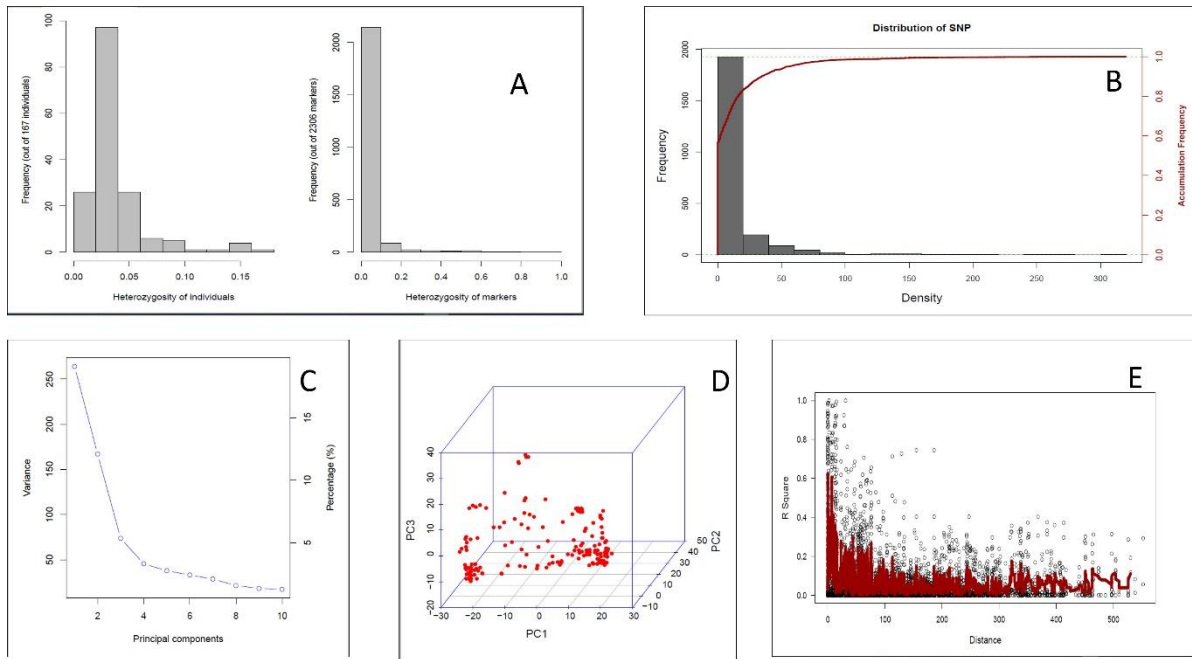 A
Frequency (out of 167 individuals)
0 20 40 60 80 100
0.00 0.05 0.10 0.15
Heterozygosity of individuals
Frequency (out of 2306 markers)
0 500 1000 1500 2000
0.0 0.2 0.4 0.6 0.8 1.0
Heterozygosity of markers
Distribution of SNP
B
Frequency
0 500 1000 1500 2000
0 50 100 150 200 250 300
Density
0.0 0.2 0.4 0.6 0.8 1.0
Accumulation Frequency
C
Variance
50 100 150 200 250
2 4 6 8 10
Principal components
5 10 15
Percentage (%)
D
PC3
−20 −10 0 10 20 30 40
−30 −20 −10 0 10 20 30
PC1
−10 0 10 20 30 40 50
PC2
E
R Square
0.0 0.2 0.4 0.6 0.8 1.0
0 100 200 300 400 500
Distance